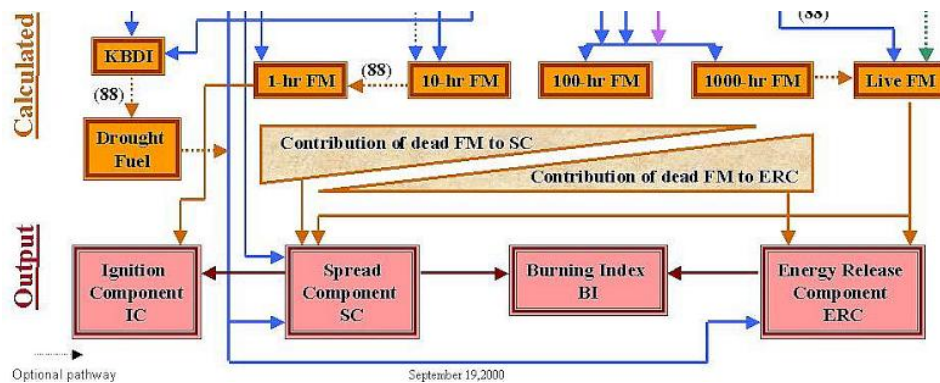 Calculated
(88)
KBDI
1-hr FM
(88)
10-hr FM
100-hr FM
1000-hr FM
Live FM
(88)
Drought
Fuel
Contribution of dead FM to SC
Contribution of dead FM to ERC
Output
Ignition
Component
IC
Spread
Component
SC
Burning Index
BI
Energy Release
Component
ERC
Optional pathway
September 19,2000